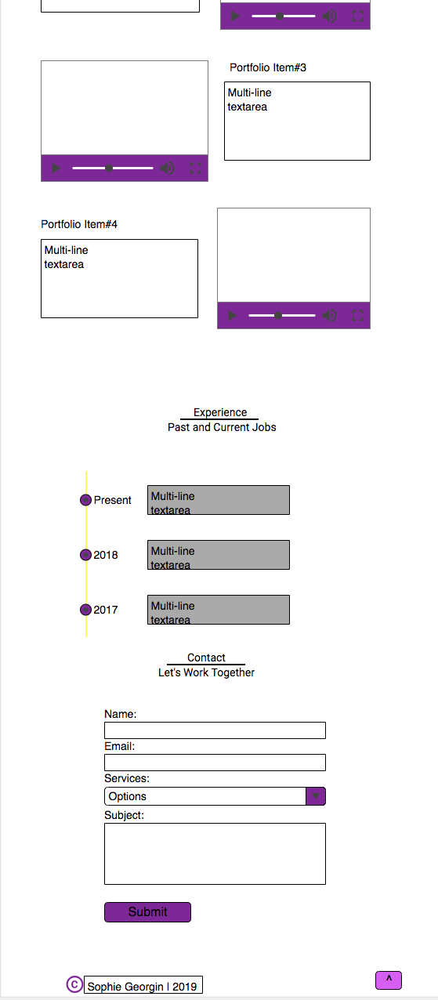 Portfolio Item#3
Multi-line
textarea
Portfolio Item#4
Multi-line
textarea
Experience
Past and Current Jobs
Present
Multi-line
textarea
2018
Multi-line
textarea
2017
Multi-line
textarea
Contact
Let's Work Together
Name:
Email:
Services:
Options
Subject:
Submit
© Sophie Georgin | 2019
^